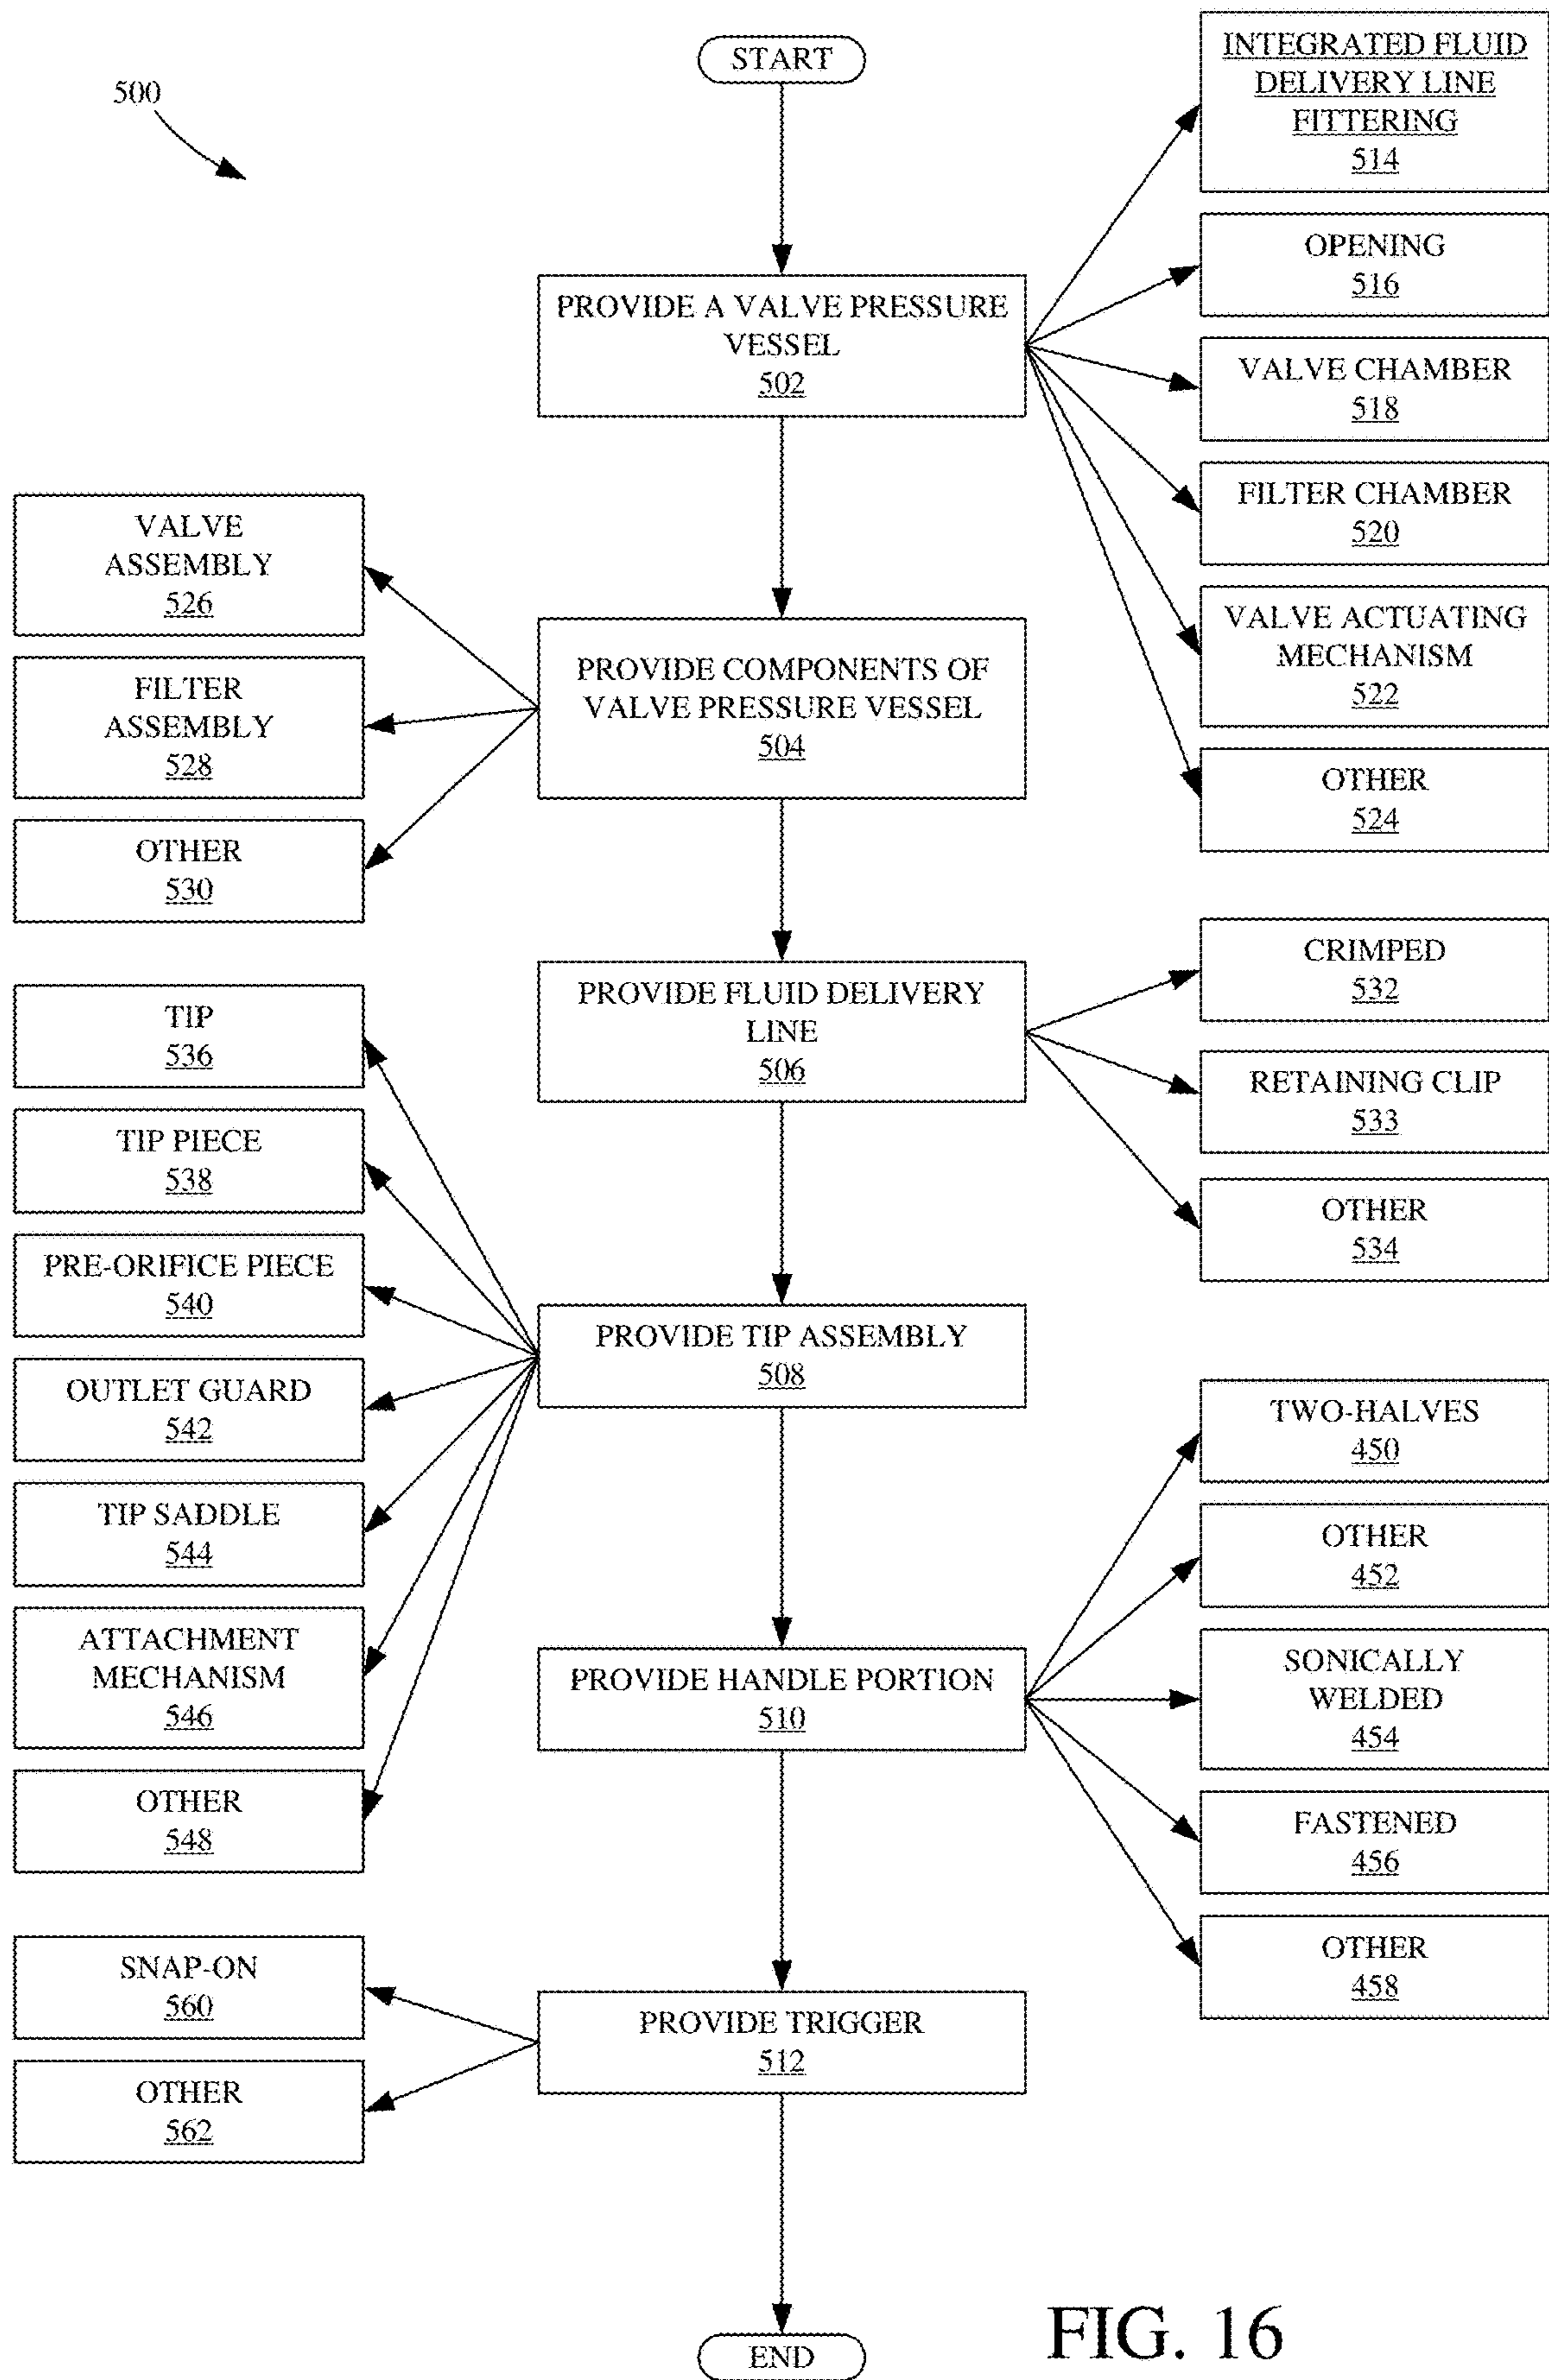 500
START
INTEGRATED FLUID
DELIVERY LINE
FITTERING
514
OPENING
516
PROVIDE A VALVE PRESSURE
VESSEL
502
VALVE CHAMBER
518
FILTER CHAMBER
520
VALVE ACTUATING
MECHANISM
522
OTHER
524
VALVE
ASSEMBLY
526
FILTER
ASSEMBLY
528
OTHER
530
PROVIDE COMPONENTS OF
VALVE PRESSURE VESSEL
504
PROVIDE FLUID DELIVERY
LINE
506
CRIMPED
532
RETAINING CLIP
533
OTHER
534
TIP
536
TIP PIECE
538
PRE-ORIFICE PIECE
540
OUTLET GUARD
542
TIP SADDLE
544
ATTACHMENT
MECHANISM
546
OTHER
548
PROVIDE TIP ASSEMBLY
508
TWO-HALVES
450
OTHER
452
SONICALLY
WELDED
454
FASTENED
456
OTHER
458
PROVIDE HANDLE PORTION
510
SNAP-ON
560
OTHER
562
PROVIDE TRIGGER
512
END
FIG. 16